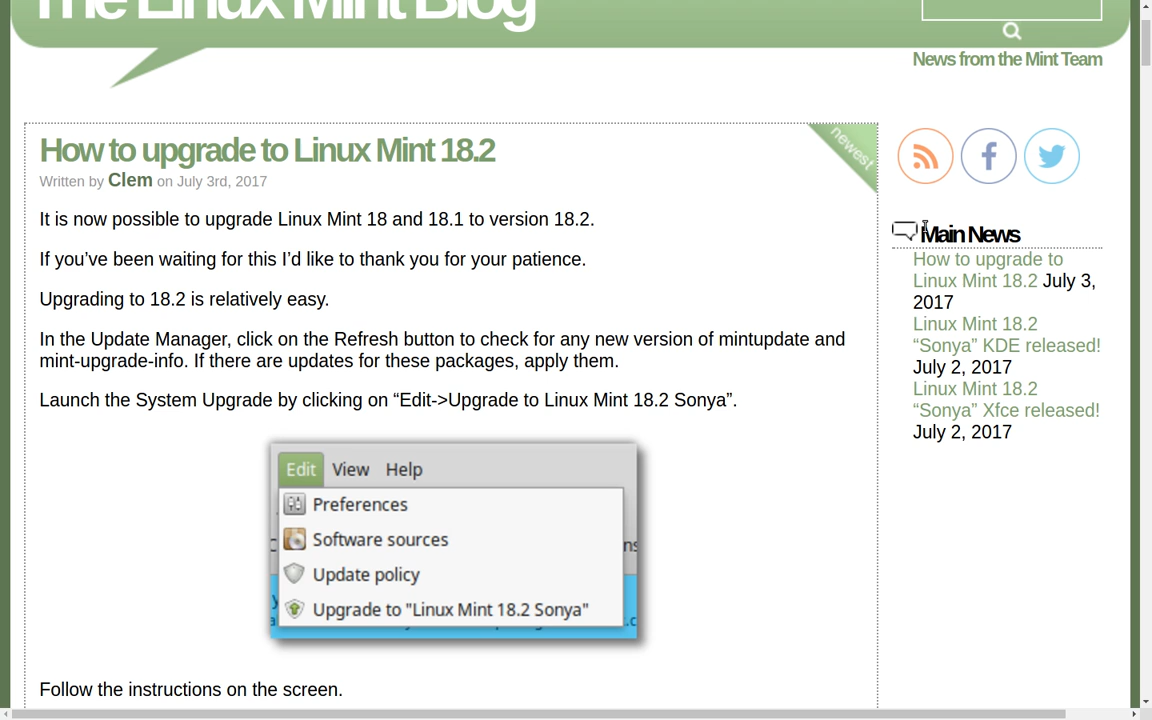 The Linux Mint Blog
News from the Mint Team
How to upgrade to Linux Mint 18.2
newest
Written by Clem on July 3rd, 2017
It is now possible to upgrade Linux Mint 18 and 18.1 to version 18.2.
If you’ve been waiting for this I’d like to thank you for your patience.
Upgrading to 18.2 is relatively easy.
In the Update Manager, click on the Refresh button to check for any new version of mintupdate and
mint-upgrade-info. If there are updates for these packages, apply them.
Launch the System Upgrade by clicking on “Edit->Upgrade to Linux Mint 18.2 Sonya”.
Edit View Help
Preferences
Software sources
Update policy
Upgrade to "Linux Mint 18.2 Sonya"
Follow the instructions on the screen.
Main News
How to upgrade to
Linux Mint 18.2 July 3,
2017
Linux Mint 18.2
“Sonya” KDE released!
July 2, 2017
Linux Mint 18.2
“Sonya” Xfce released!
July 2, 2017